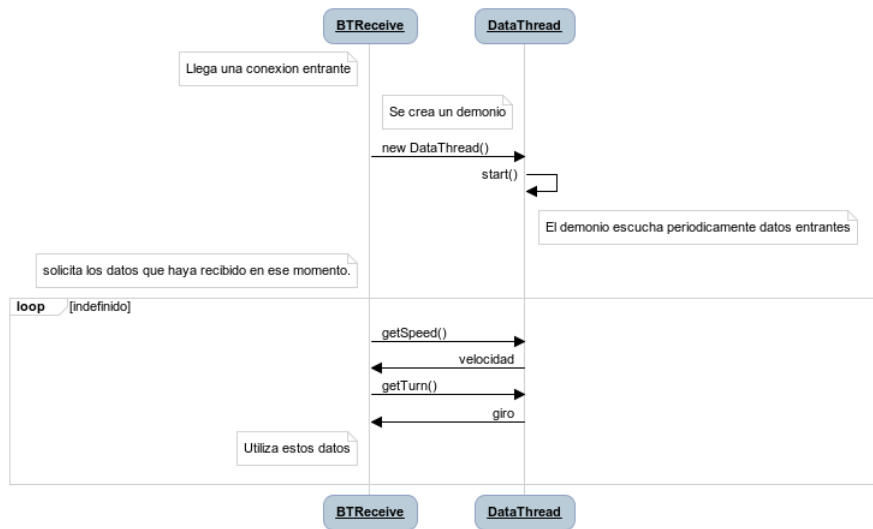 BTReceive
DataThread
Llega una conexion entrante
Se crea un demonio
new DataThread()
start()
El demonio escucha periodicamente datos entrantes
solicita los datos que haya recibido en ese momento.
loop [indefinido]
getSpeed()
velocidad
getTurn()
giro
Utiliza estos datos
BTReceive
DataThread